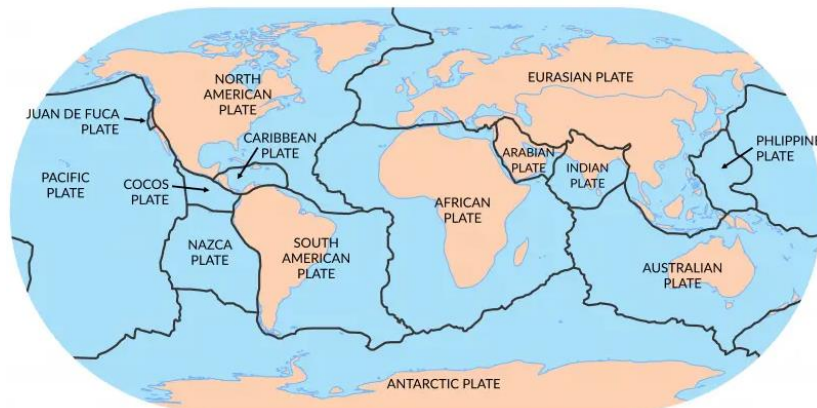 NORTH
AMERICAN
PLATE
EURASIAN PLATE
JUAN DE FUCA
PLATE
CARIBBEAN
PLATE
PHLIPPINE
PLATE
ARABIAN
PLATE
INDIAN
PLATE
PACIFIC
PLATE
COCOS
PLATE
AFRICAN
PLATE
NAZCA
PLATE
SOUTH
AMERICAN
PLATE
AUSTRALIAN
PLATE
ANTARCTIC PLATE